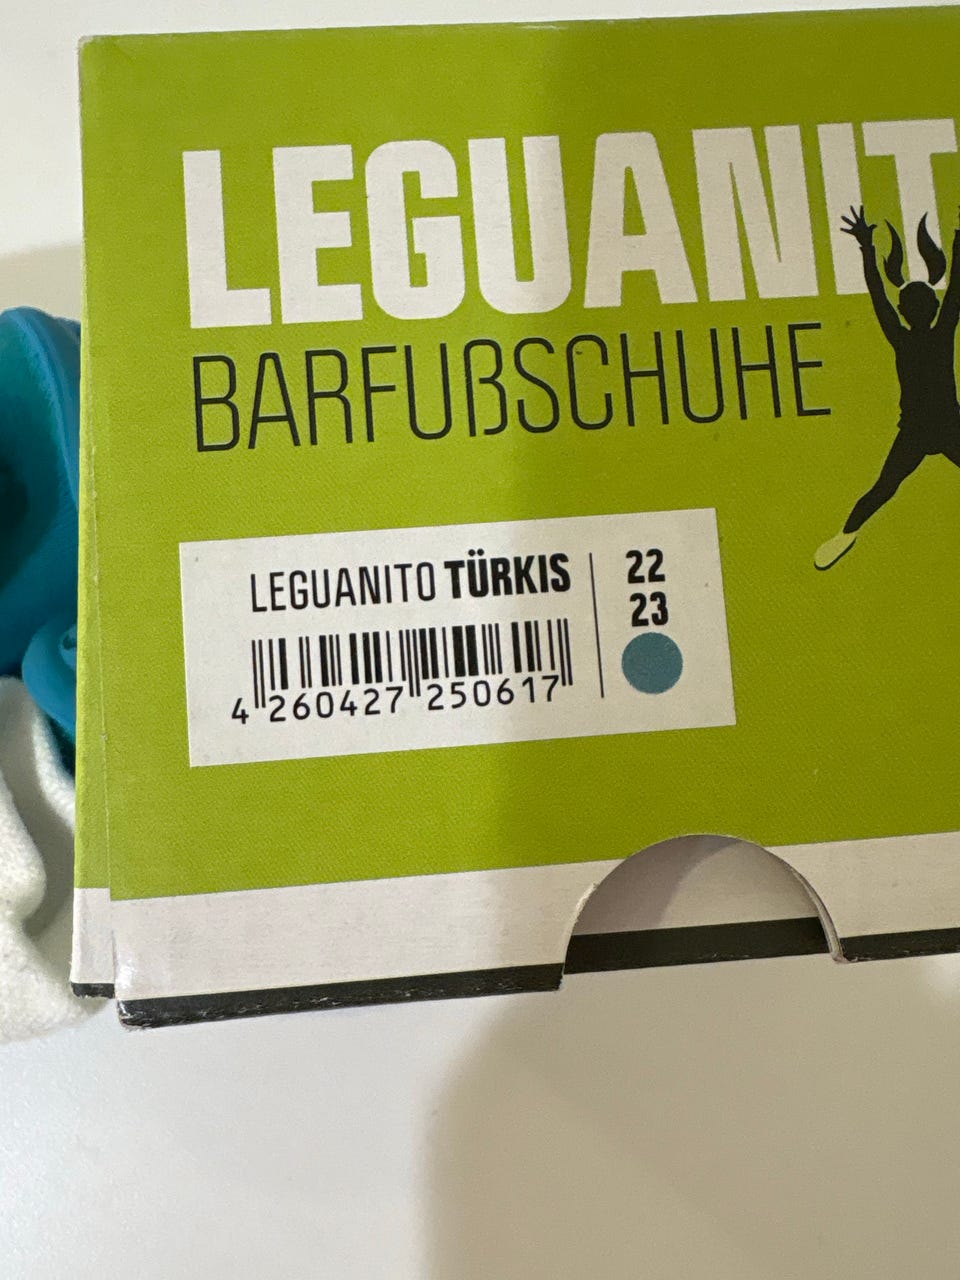 LEGUANIT
BARFUßSCHUHE
LEGUANITO TÜRKIS
22
23
4 260427 250617